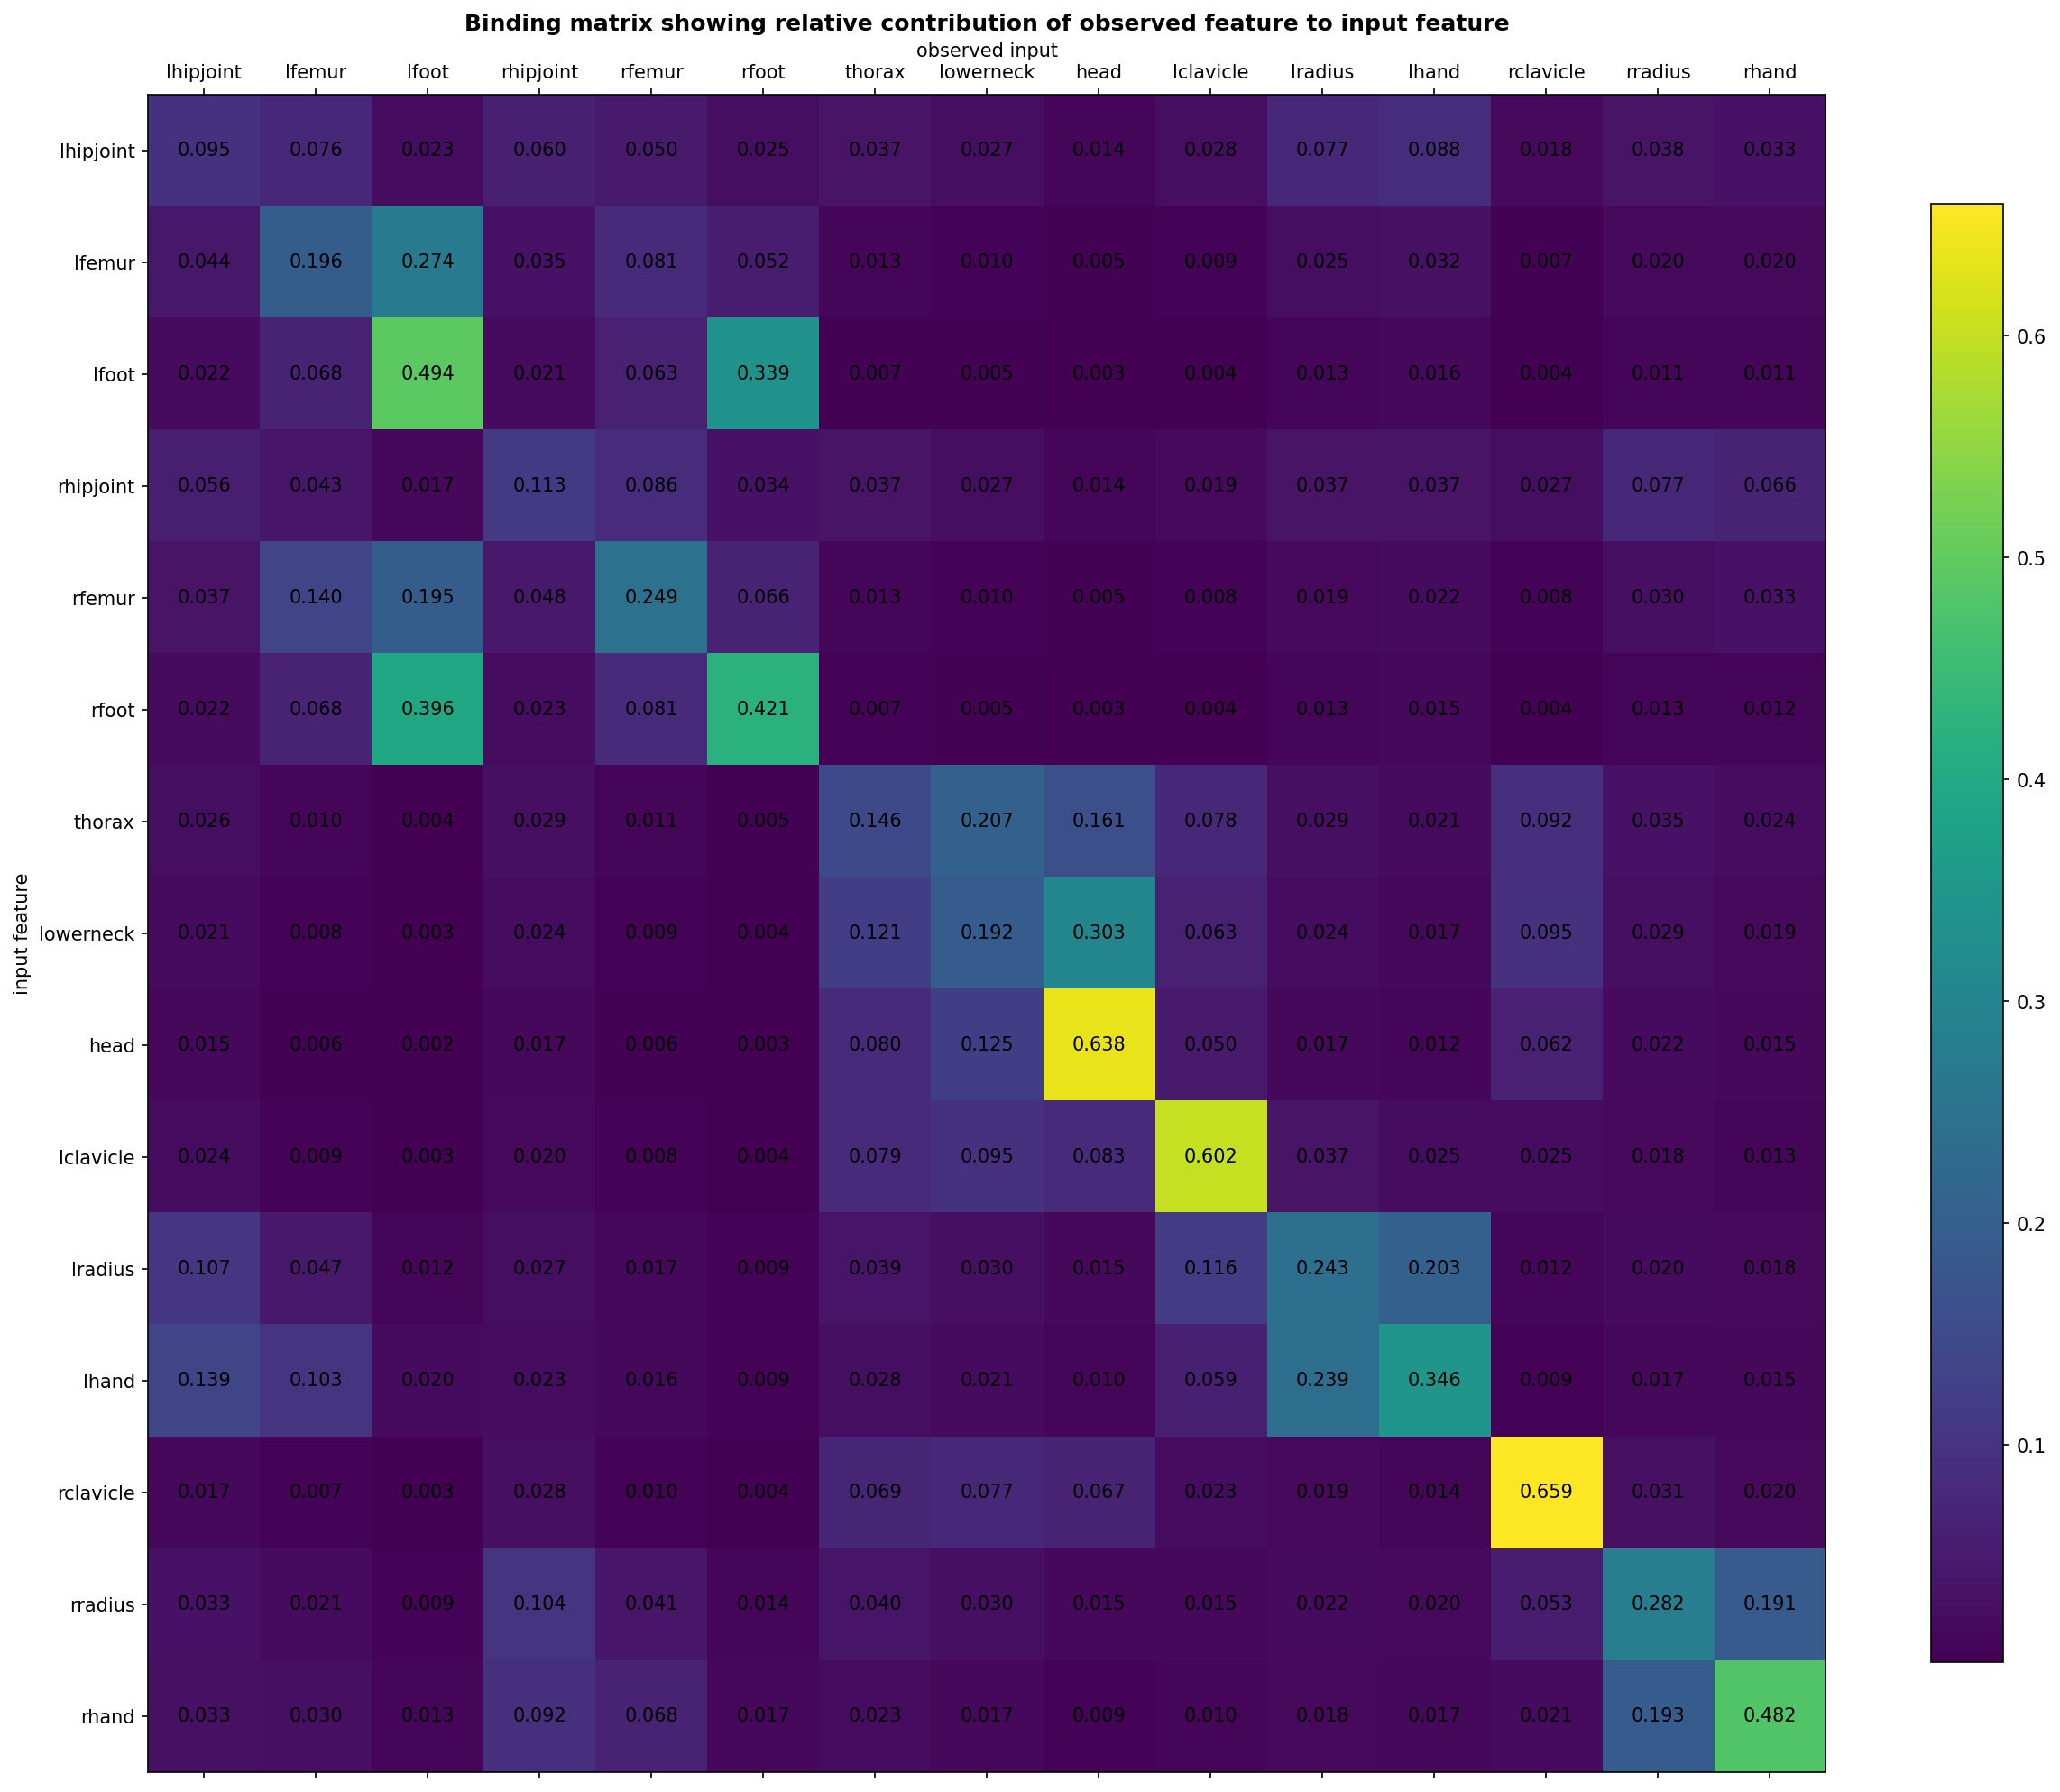 Binding matrix showing relative contribution of observed feature to input feature
observed input
lhipjoint lfemur lfoot rhipjoint rfemur rfoot thorax lowerneck head lclavicle lradius lhand rclavicle rradius rhand
lhipjoint 0.095 0.076 0.023 0.060 0.050 0.025 0.037 0.027 0.014 0.028 0.077 0.088 0.018 0.038 0.033
lfemur 0.044 0.196 0.274 0.035 0.081 0.052 0.013 0.010 0.005 0.009 0.025 0.032 0.007 0.020 0.020
lfoot 0.022 0.068 0.494 0.021 0.063 0.339 0.007 0.005 0.003 0.004 0.013 0.016 0.004 0.011 0.011
rhipjoint 0.056 0.043 0.017 0.113 0.086 0.034 0.037 0.027 0.014 0.019 0.037 0.037 0.027 0.077 0.066
rfemur 0.037 0.140 0.195 0.048 0.249 0.066 0.013 0.010 0.005 0.008 0.019 0.022 0.008 0.030 0.033
rfoot 0.022 0.068 0.396 0.023 0.081 0.421 0.007 0.005 0.003 0.004 0.013 0.015 0.004 0.013 0.012
thorax 0.026 0.010 0.004 0.029 0.011 0.005 0.146 0.207 0.161 0.078 0.029 0.021 0.092 0.035 0.024
lowerneck 0.021 0.008 0.003 0.024 0.009 0.004 0.121 0.192 0.303 0.063 0.024 0.017 0.095 0.029 0.019
head 0.015 0.006 0.002 0.017 0.006 0.003 0.080 0.125 0.638 0.050 0.017 0.012 0.062 0.022 0.015
lclavicle 0.024 0.009 0.003 0.020 0.008 0.004 0.079 0.095 0.083 0.602 0.037 0.025 0.025 0.018 0.013
lradius 0.107 0.047 0.012 0.027 0.017 0.009 0.039 0.030 0.015 0.116 0.243 0.203 0.012 0.020 0.018
lhand 0.139 0.103 0.020 0.023 0.016 0.009 0.028 0.021 0.010 0.059 0.239 0.346 0.009 0.017 0.015
rclavicle 0.017 0.007 0.003 0.028 0.010 0.004 0.069 0.077 0.067 0.023 0.019 0.014 0.659 0.031 0.020
rradius 0.033 0.021 0.009 0.104 0.041 0.014 0.040 0.030 0.015 0.015 0.022 0.020 0.053 0.282 0.191
rhand 0.033 0.030 0.013 0.092 0.068 0.017 0.023 0.017 0.009 0.010 0.018 0.017 0.021 0.193 0.482
input feature
0.6
0.5
0.4
0.3
0.2
0.1